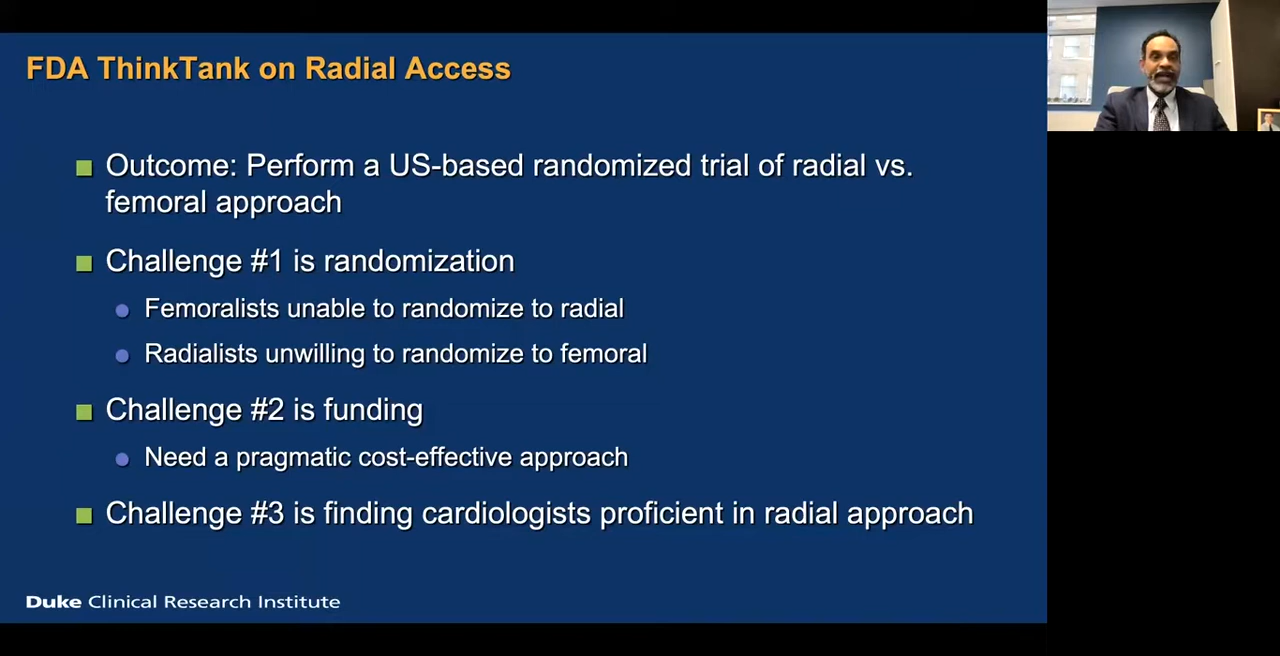 FDA ThinkTank on Radial Access
Outcome: Perform a US-based randomized trial of radial vs.
femoral approach
Challenge #1 is randomization
Femoralists unable to randomize to radial
Radialists unwilling to randomize to femoral
Challenge #2 is funding
Need a pragmatic cost-effective approach
Challenge #3 is finding cardiologists proficient in radial approach
Duke Clinical Research Institute